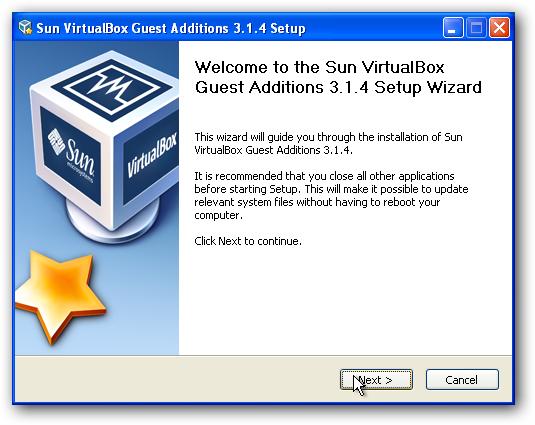 Sun VirtualBox Guest Additions 3.1.4 Setup
Welcome to the Sun VirtualBox
Guest Additions 3.1.4 Setup Wizard
This wizard will guide you through the installation of Sun
VirtualBox Guest Additions 3.1.4.
It is recommended that you close all other applications
before starting Setup. This will make it possible to update
relevant system files without having to reboot your
computer.
Click Next to continue.
Sun
microsystems
VirtualBox
Next >
Cancel